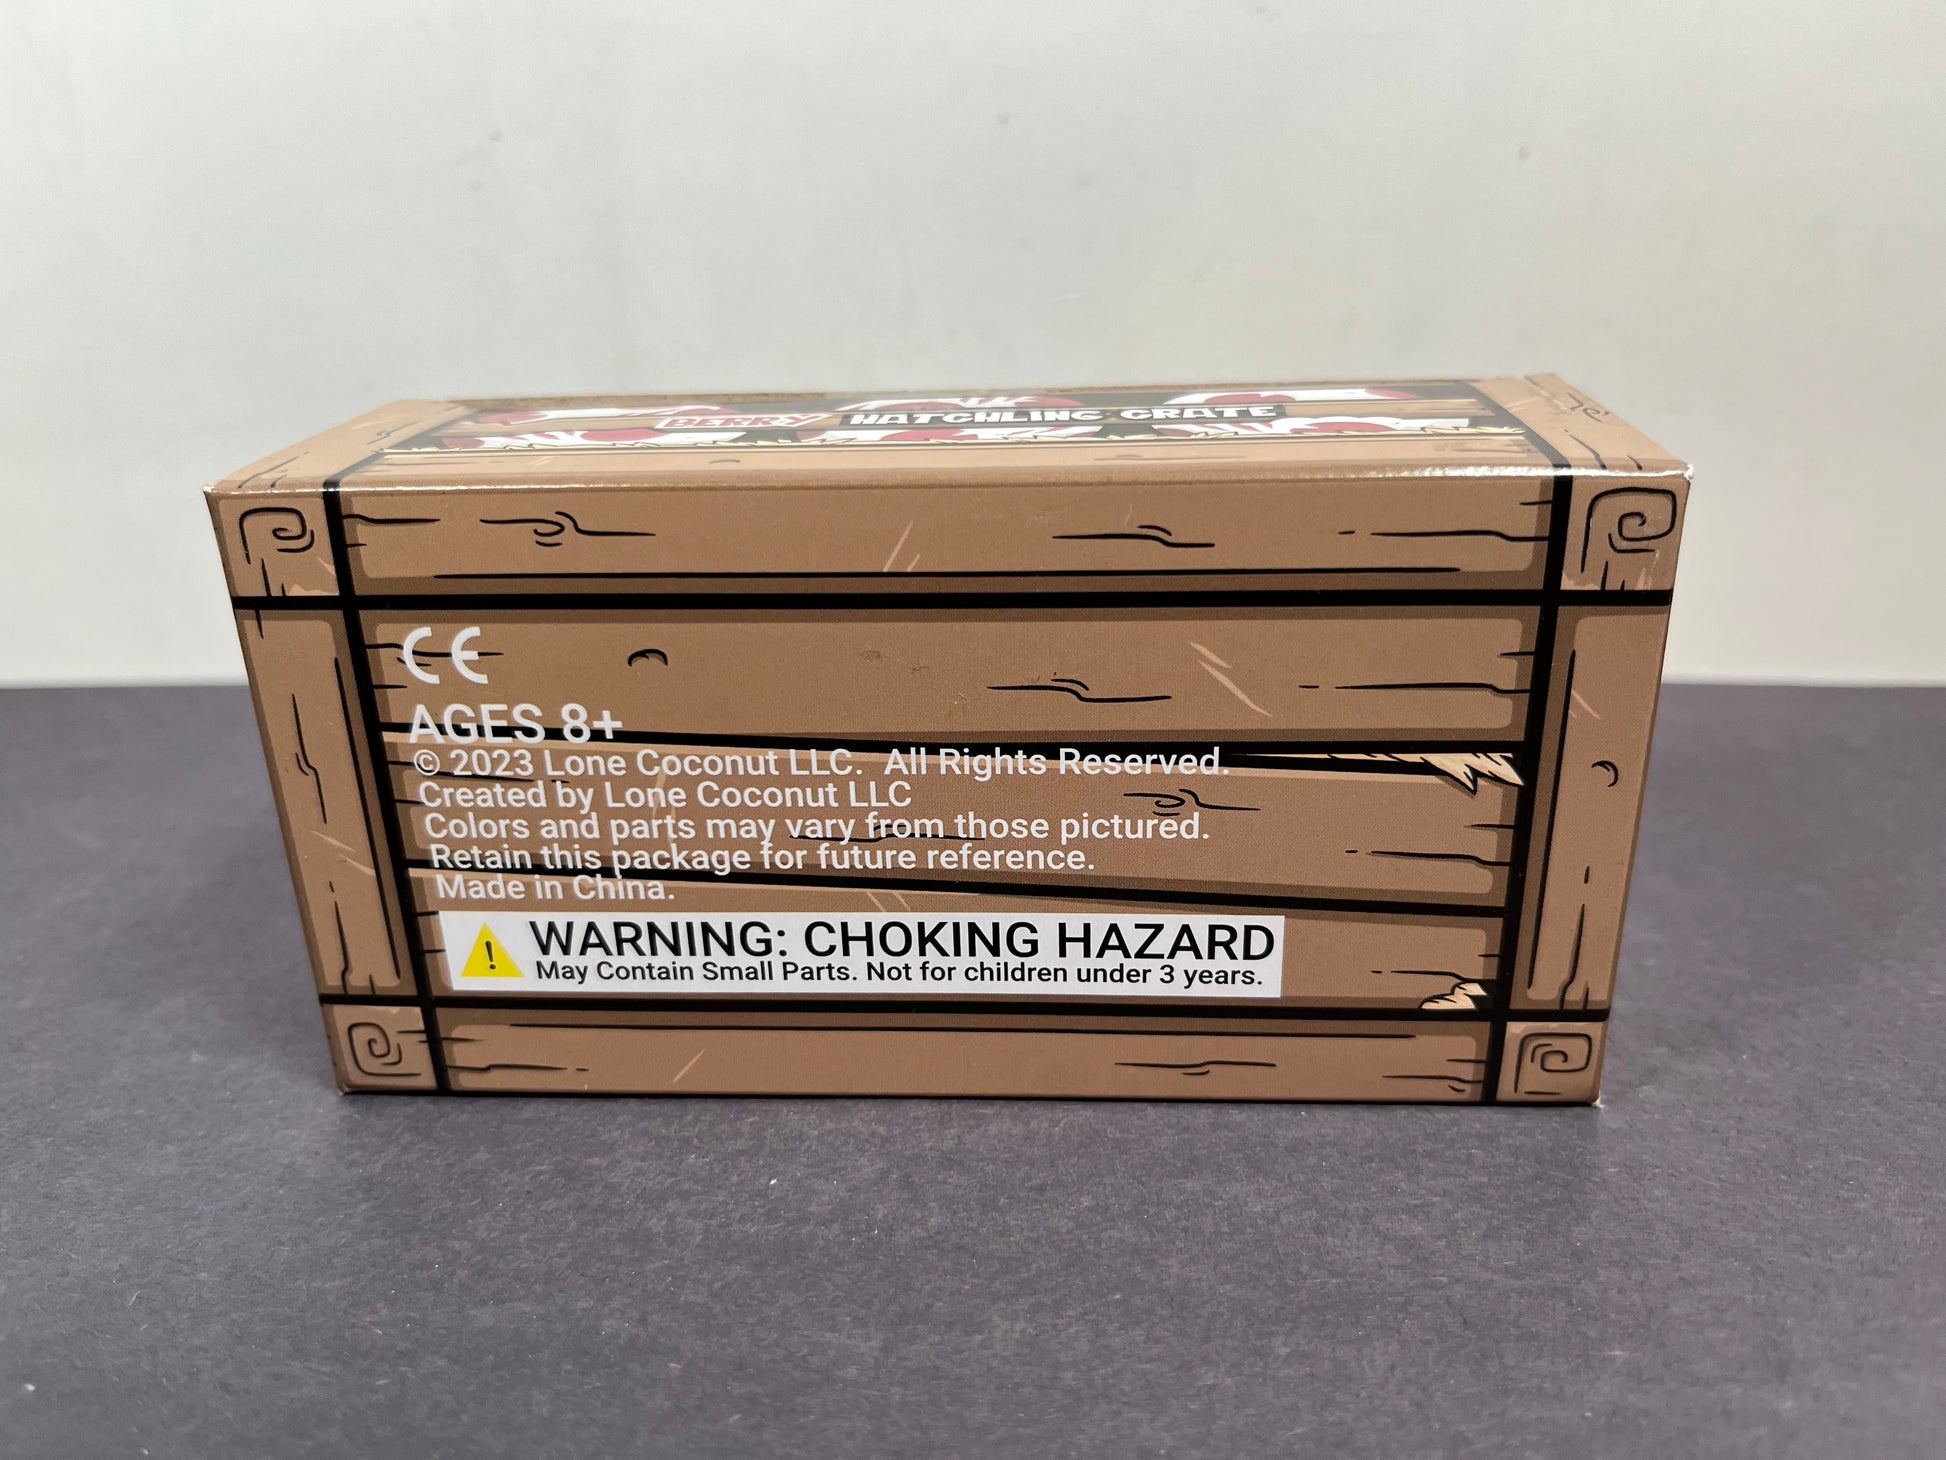 BERRY HATCHLING CRATE
CE
AGES 8+
© 2023 Lone Coconut LLC. All Rights Reserved.
Created by Lone Coconut LLC
Colors and parts may vary from those pictured.
Retain this package for future reference.
Made in China.
WARNING: CHOKING HAZARD
May Contain Small Parts. Not for children under 3 years.